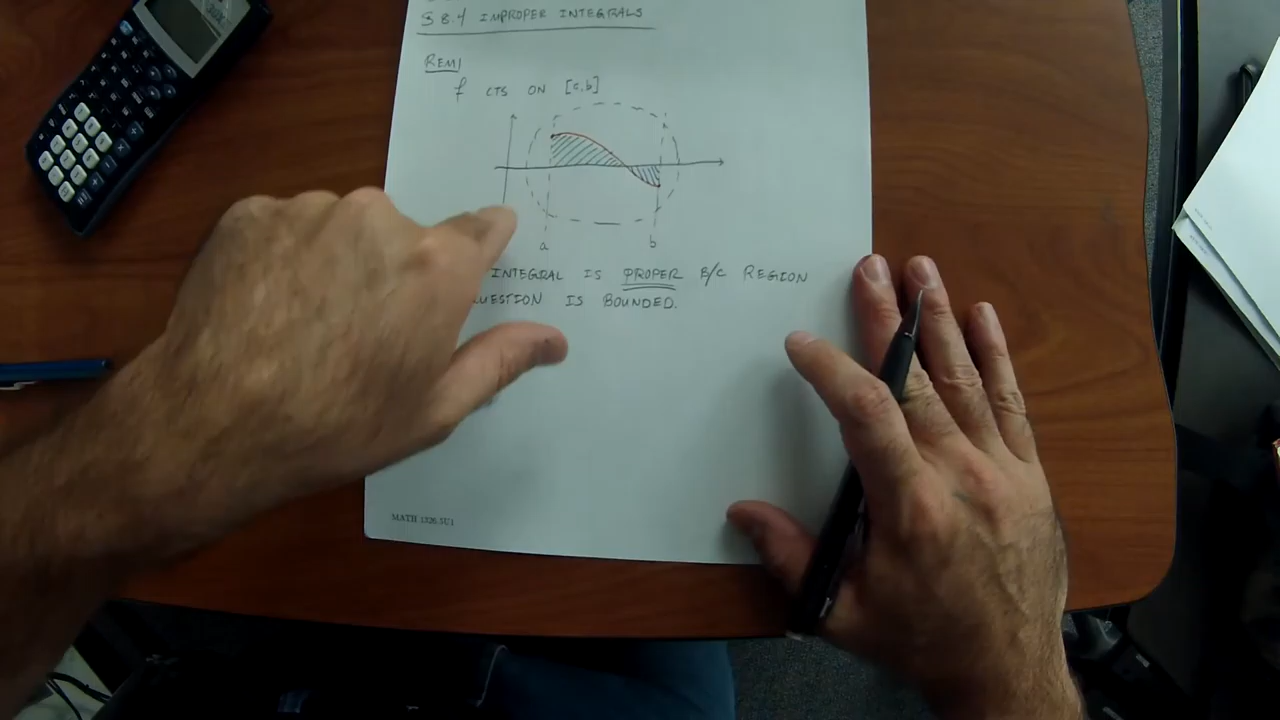 § 8.4 IMPROPER INTEGRALS
REM
f CTS ON [a,b]
a b
INTEGRAL IS PROPER B/C REGION
QUESTION IS BOUNDED.
MATH 1326.5U1